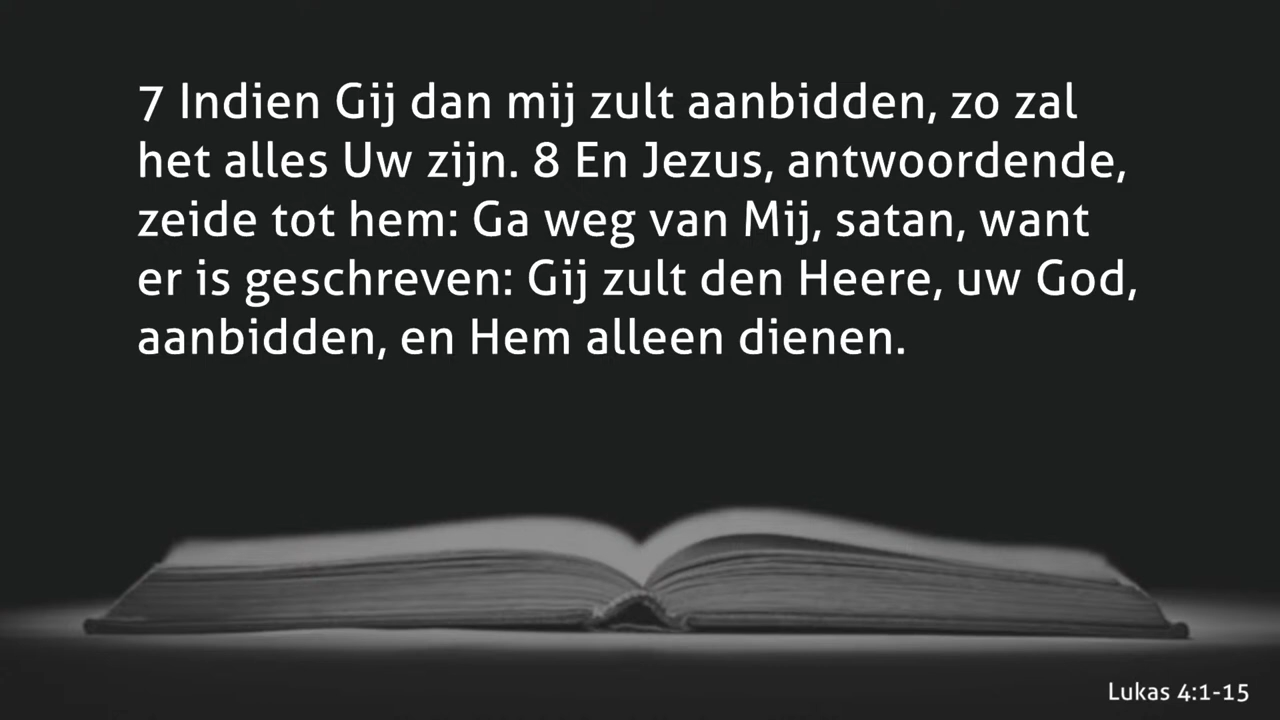 7 Indien Gij dan mij zult aanbidden, zo zal
het alles Uw zijn. 8 En Jezus, antwoordende,
zeide tot hem: Ga weg van Mij, satan, want
er is geschreven: Gij zult den Heere, uw God,
aanbidden, en Hem alleen dienen.
Lukas 4:1-15